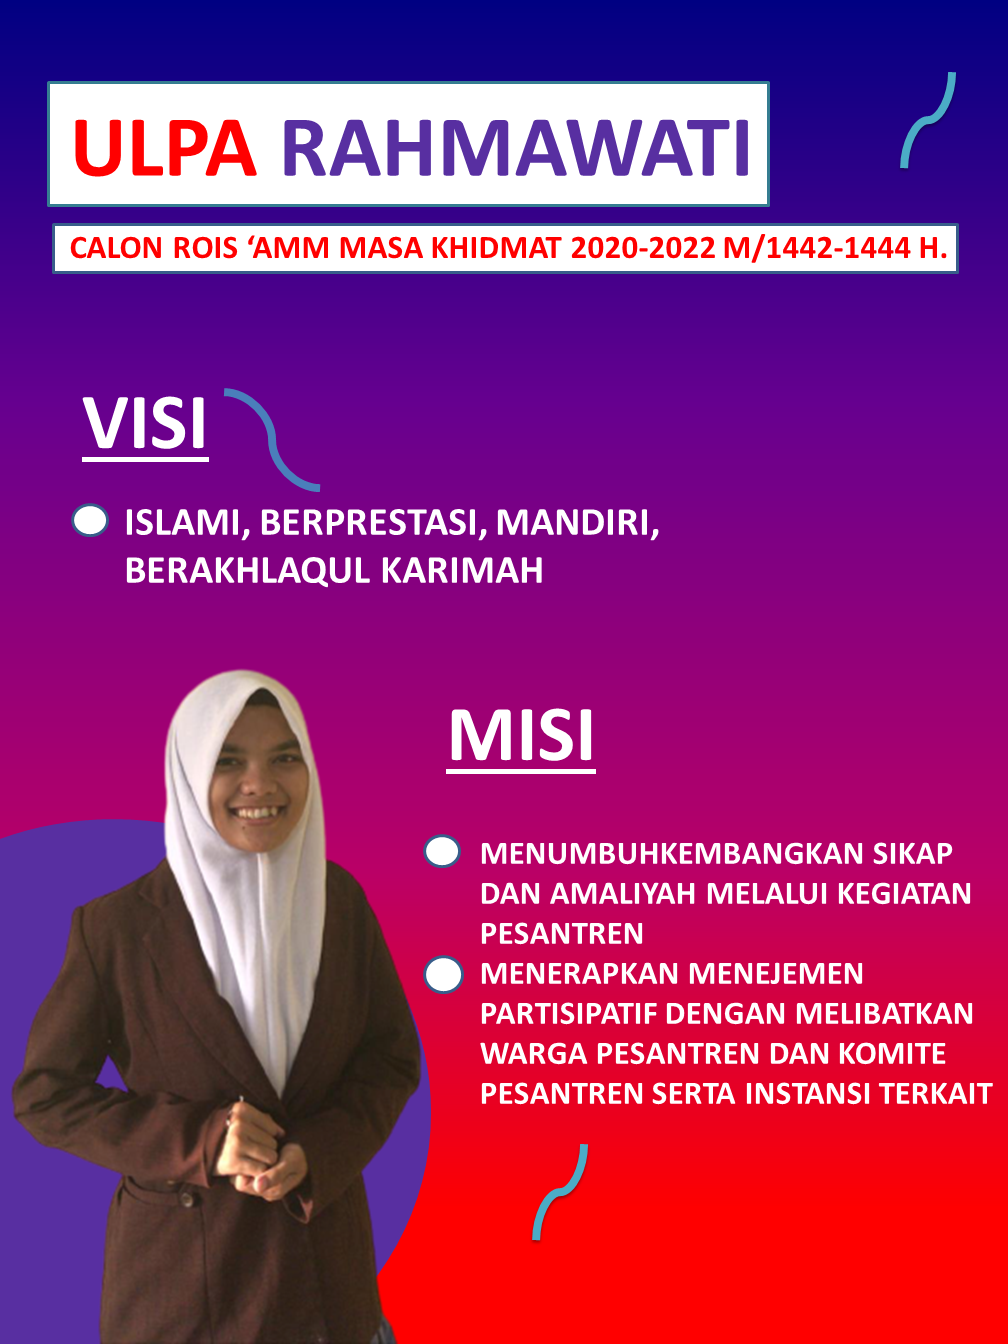 ULPA RAHMAWATI
CALON ROIS ‘AMM MASA KHIDMAT 2020-2022 M/1442-1444 H.
VISI
ISLAMI, BERPRESTASI, MANDIRI,
BERAKHLAQUL KARIMAH
MISI
MENUMBUHKEMBANGKAN SIKAP
DAN AMALIYAH MELALUI KEGIATAN
PESANTREN
MENERAPKAN MENEJEMEN
PARTISIPATIF DENGAN MELIBATKAN
WARGA PESANTREN DAN KOMITE
PESANTREN SERTA INSTANSI TERKAIT